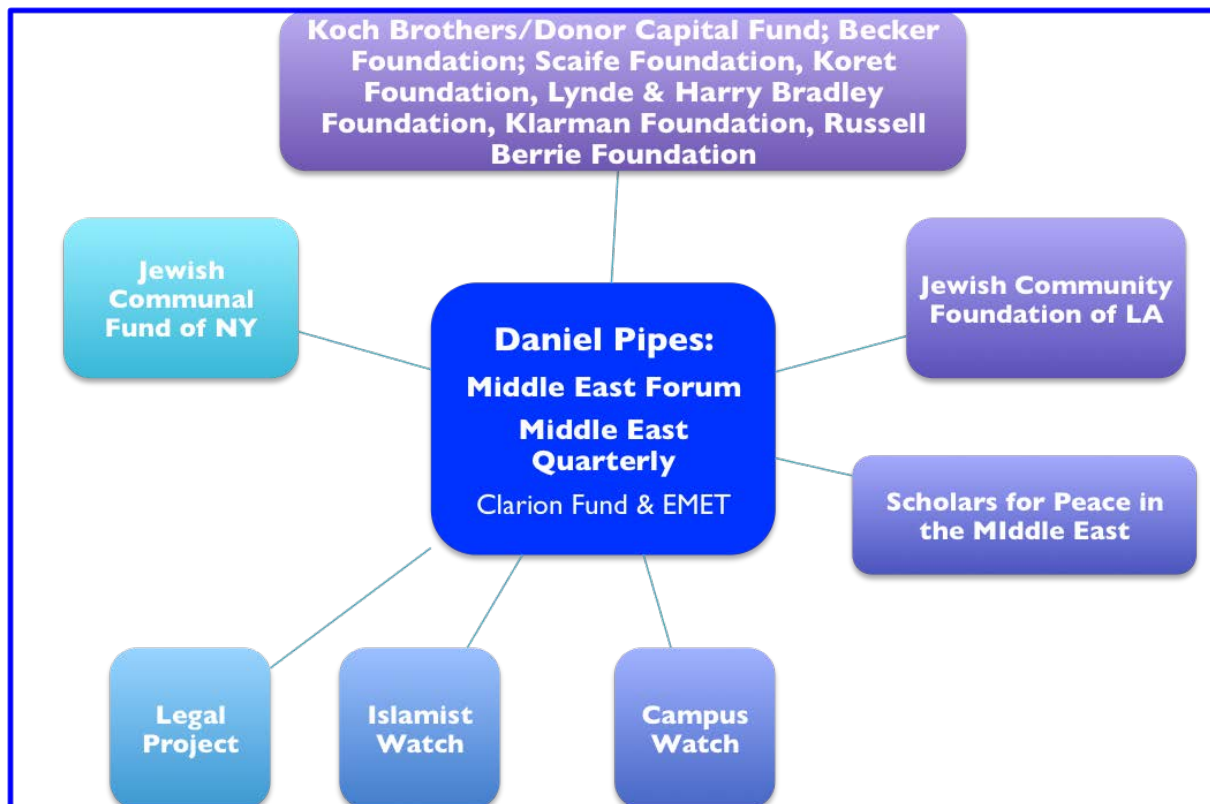 Koch Brothers/Donor Capital Fund; Becker
Foundation; Scaife Foundation, Koret
Foundation, Lynde & Harry Bradley
Foundation, Klarman Foundation, Russell
Berrie Foundation
Jewish
Communal
Fund of NY
Jewish Community
Foundation of LA
Daniel Pipes:
Middle East Forum
Middle East
Quarterly
Clarion Fund & EMET
Scholars for Peace in
the MIddle East
Legal
Project
Islamist
Watch
Campus
Watch